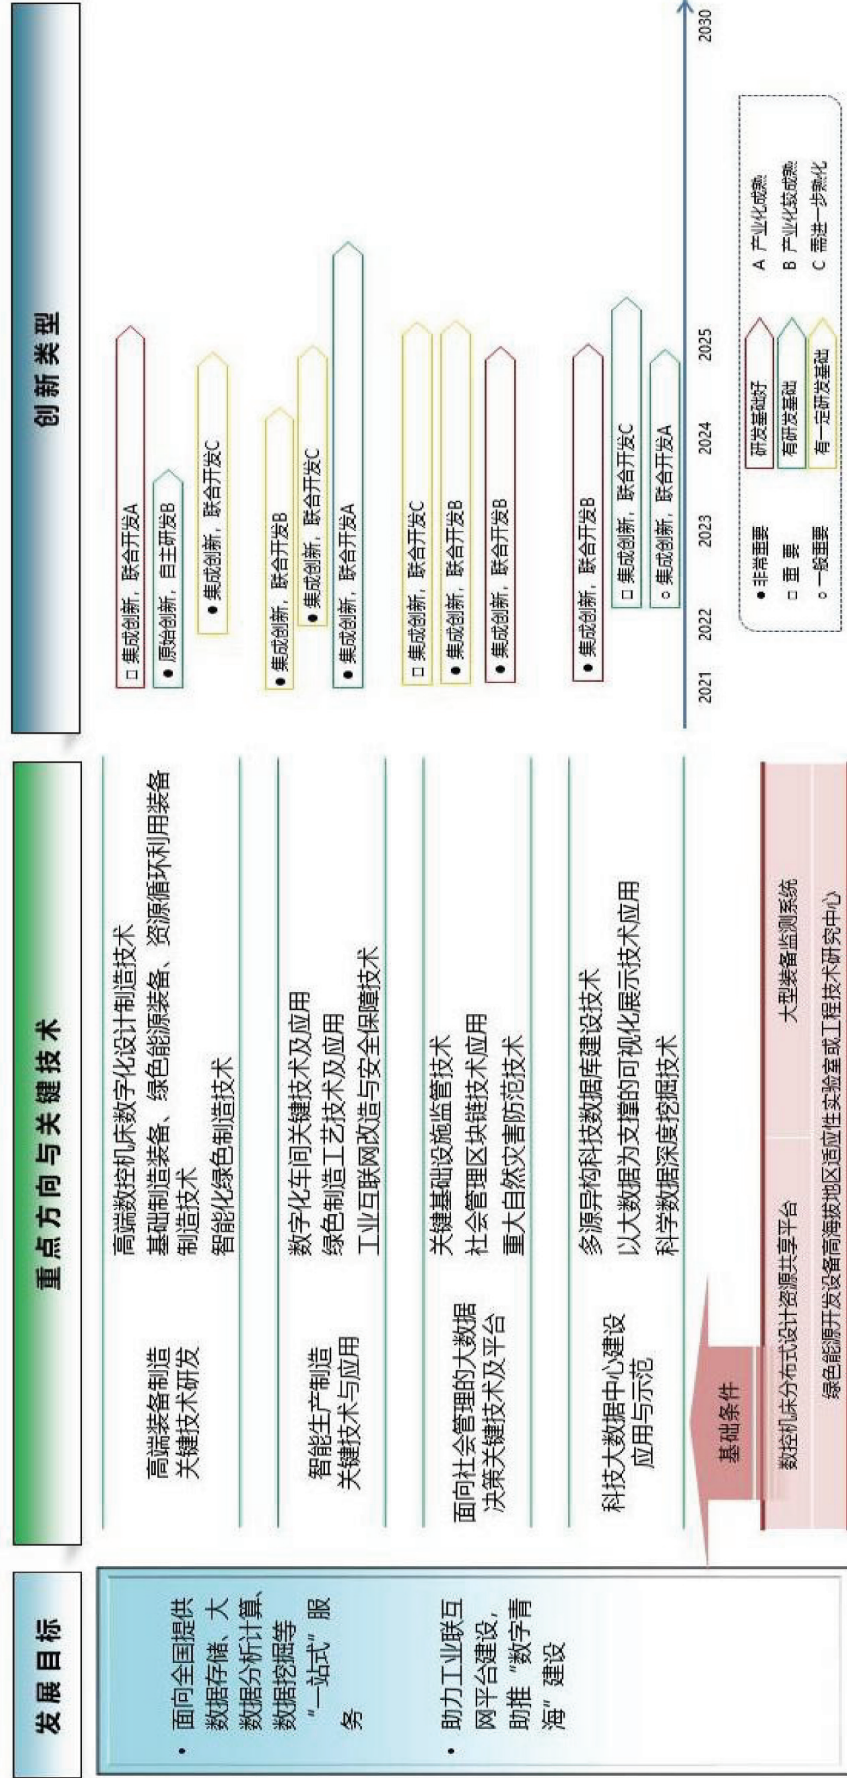 发展目标
重点方向与关键技术
创新类型
• 面向全国提供
数据存储、大
数据分析计算、
数据挖掘等
“一站式”服
务
• 助力工业联互
网平台建设，
助推“数字青
海”建设
高端装备制造
关键技术研发
高端数控机床数字化设计制造技术
基础制造装备、绿色能源装备、资源循环利用装备
制造技术
智能化绿色制造技术
□ 集成创新，联合开发A
● 原始创新，自主研发B
● 集成创新，联合开发C
智能生产制造
关键技术与应用
数字化车间关键技术及应用
绿色制造工艺技术及应用
工业互联网改造与安全保障技术
● 集成创新，联合开发B
● 集成创新，联合开发C
● 集成创新，联合开发A
面向社会管理的大数据
决策关键技术及平台
关键基础设施监管技术
社会管理区块链技术应用
重大自然灾害防范技术
□ 集成创新，联合开发C
● 集成创新，联合开发B
● 集成创新，联合开发B
科技大数据中心建设
应用与示范
多源异构科技数据库建设技术
以大数据为支撑的可视化展示技术应用
科学数据深度挖掘技术
● 集成创新，联合开发B
□ 集成创新，联合开发C
○ 集成创新，联合开发A
2021 2022 2023 2024 2025 2030
基础条件
数控机床分布式设计资源共享平台 大型装备监测系统
绿色能源开发设备高海拔地区适应性实验室或工程技术研究中心
● 非常重要 研发基础好 A 产业化成熟
□ 重 要 有研发基础 B 产业化较成熟
○ 一般重要 有一定研发基础 C 需进一步熟化